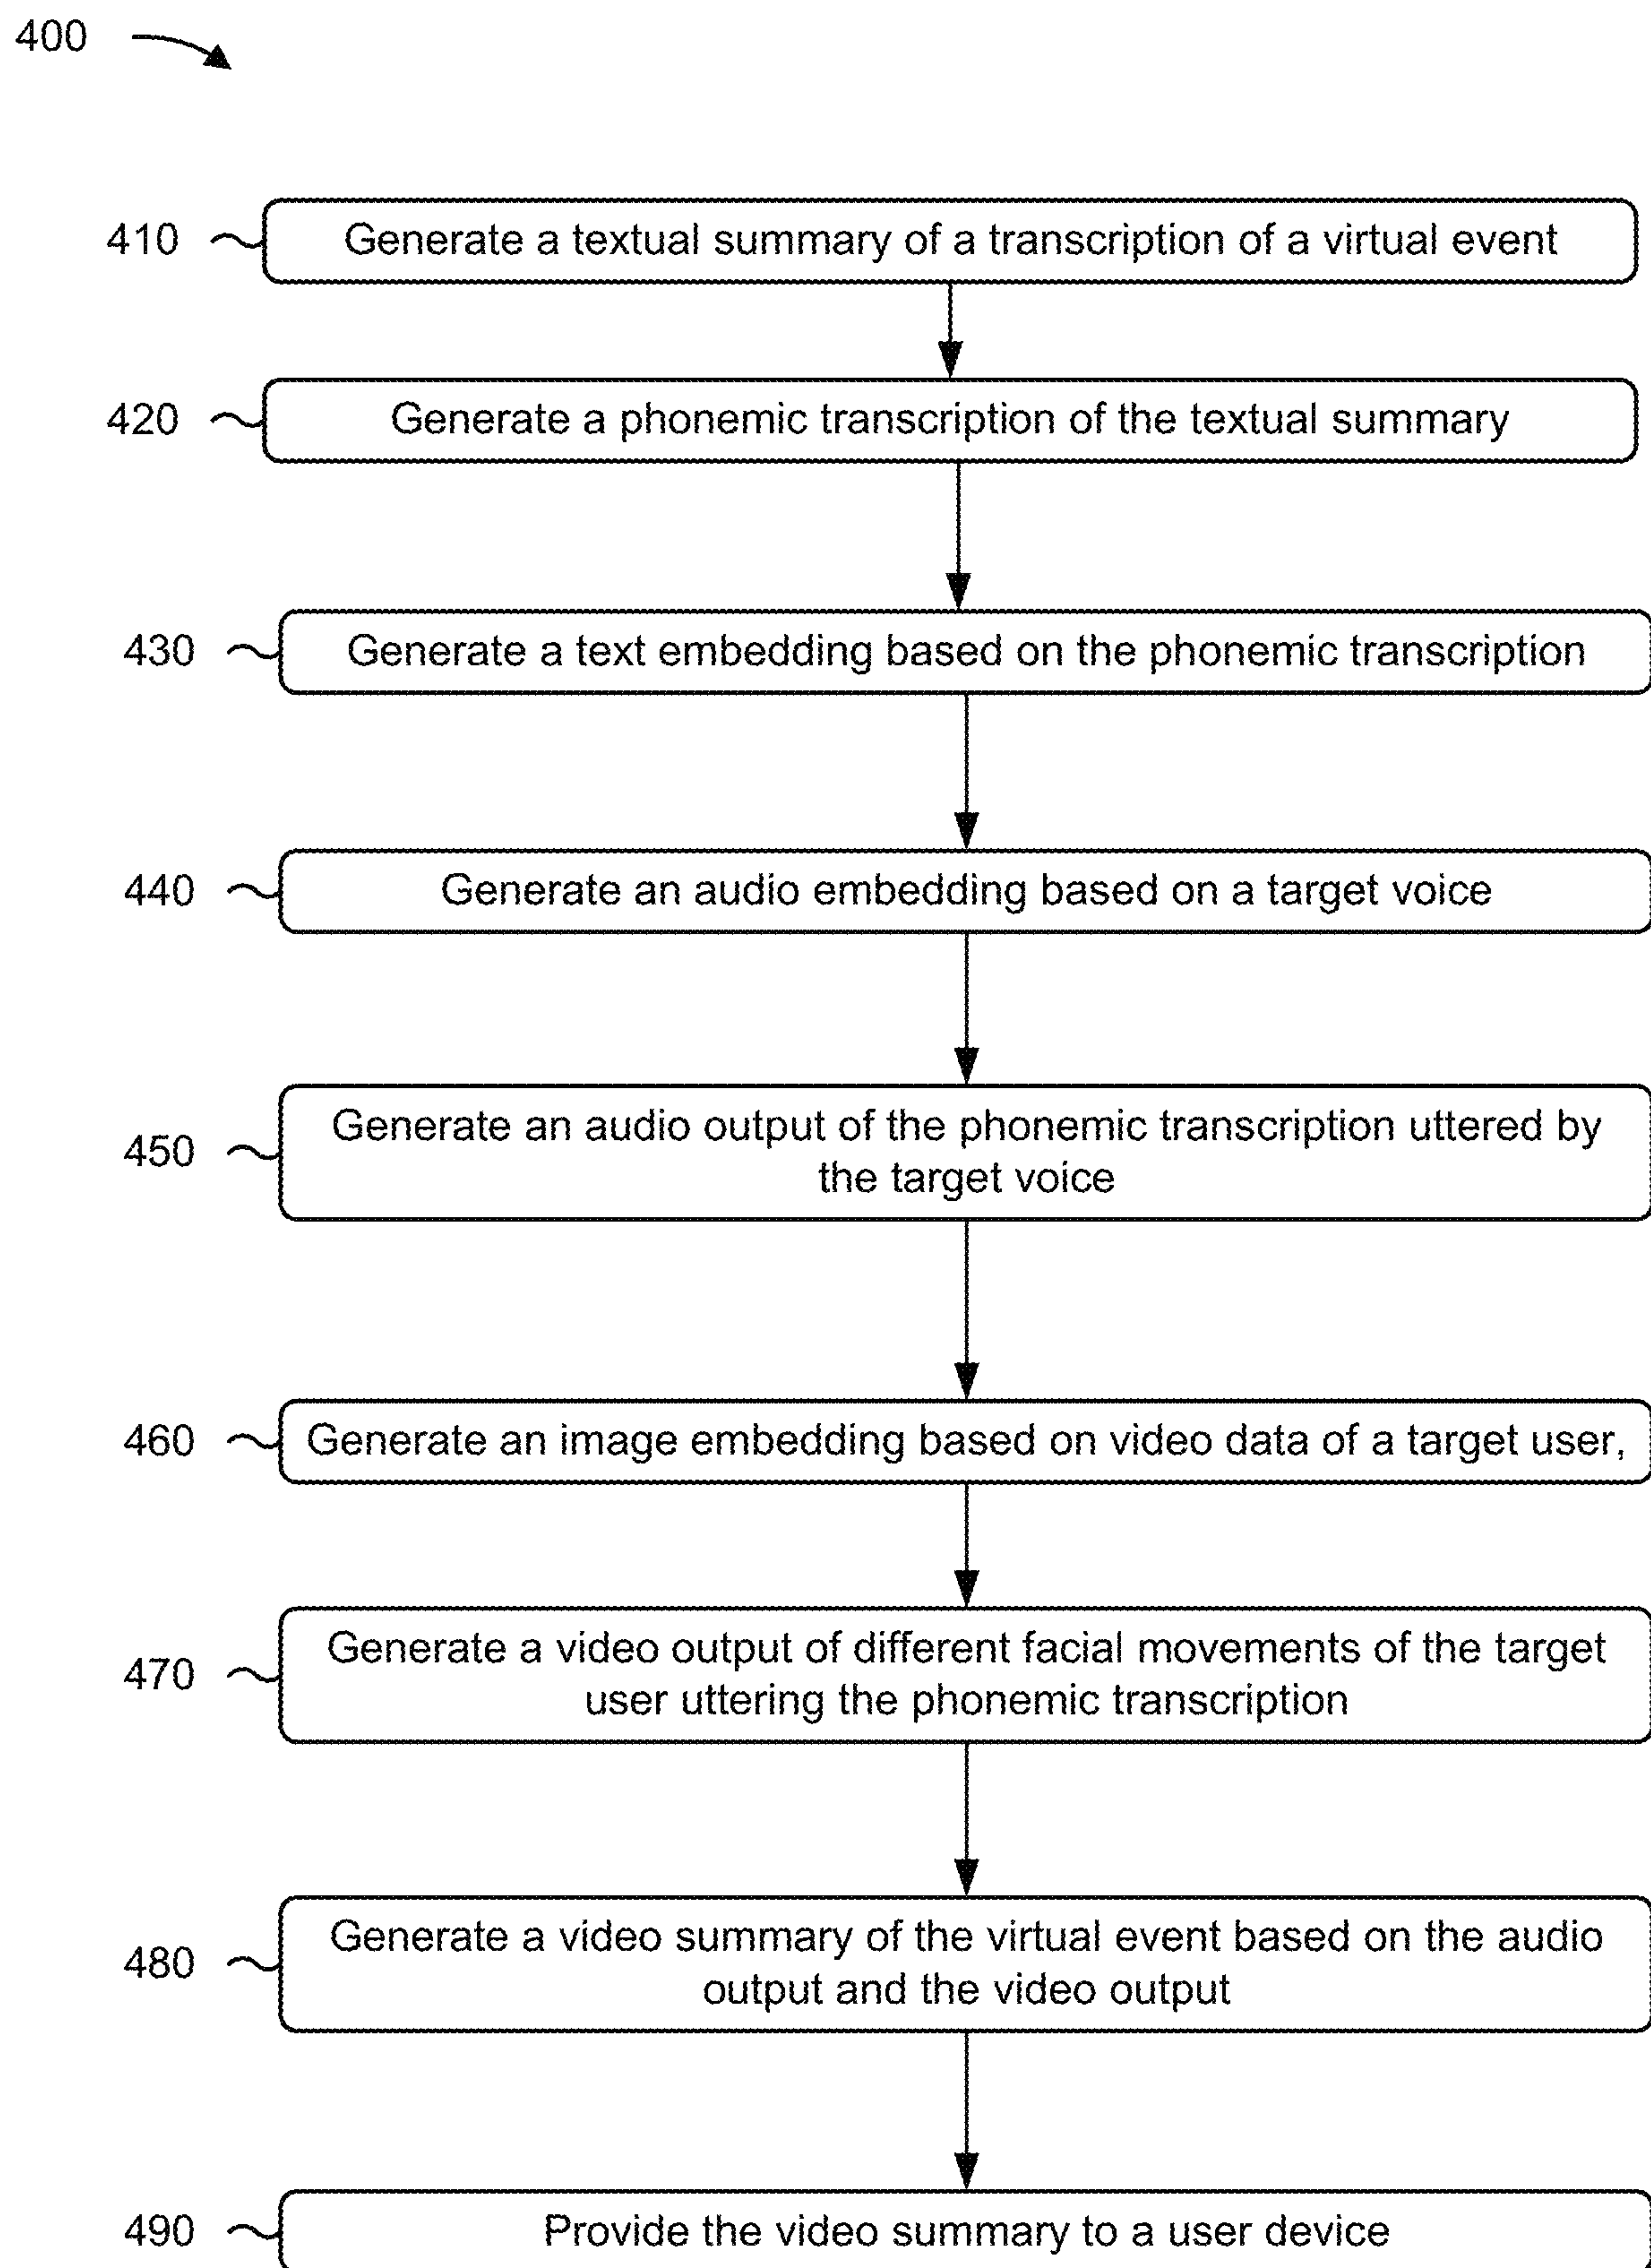 400
410 Generate a textual summary of a transcription of a virtual event
420 Generate a phonemic transcription of the textual summary
430 Generate a text embedding based on the phonemic transcription
440 Generate an audio embedding based on a target voice
450 Generate an audio output of the phonemic transcription uttered by
the target voice
460 Generate an image embedding based on video data of a target user,
470 Generate a video output of different facial movements of the target
user uttering the phonemic transcription
480 Generate a video summary of the virtual event based on the audio
output and the video output
490 Provide the video summary to a user device